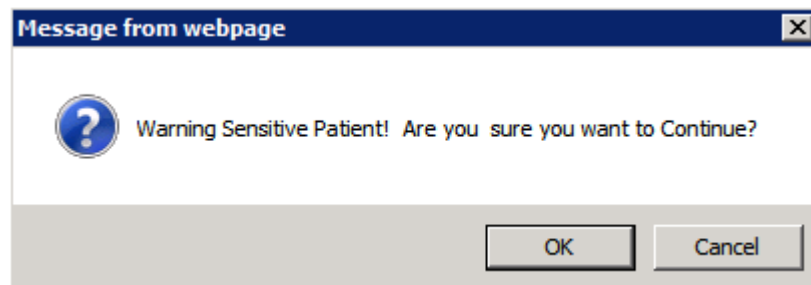 Message from webpage
Warning Sensitive Patient!  Are you  sure you want to Continue?
OK
Cancel